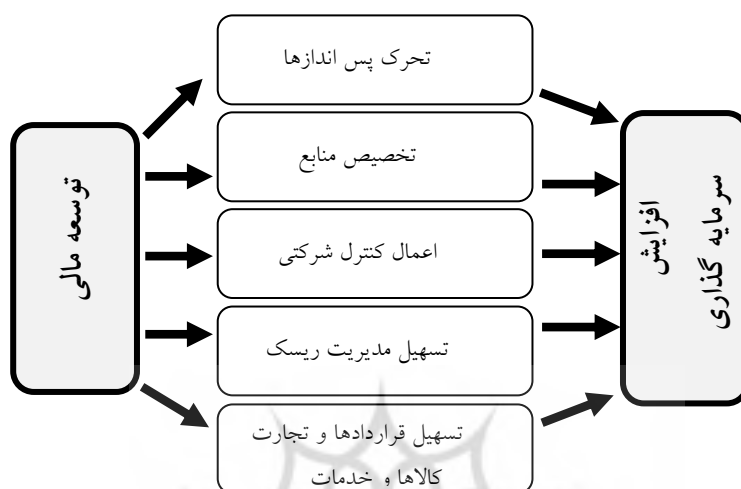 تحرک پس اندازها
تخصیص منابع
اعمال کنترل شرکتی
تسهیل مدیریت ریسک
تسهیل قراردادها و تجارت
کالاها و خدمات
توسعه مالی
افزایش
سرمایه گذاری